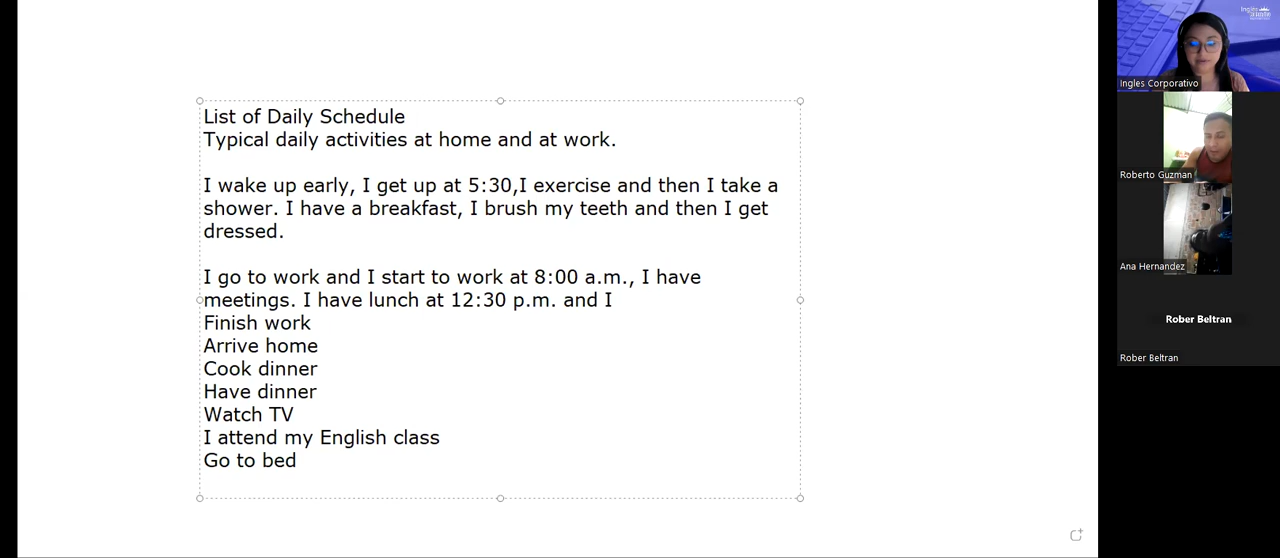 List of Daily Schedule
Typical daily activities at home and at work.
I wake up early, I get up at 5:30,I exercise and then I take a
shower. I have a breakfast, I brush my teeth and then I get
dressed.
I go to work and I start to work at 8:00 a.m., I have
meetings. I have lunch at 12:30 p.m. and I
Finish work
Arrive home
Cook dinner
Have dinner
Watch TV
I attend my English class
Go to bed
Ingles Corporativo
Roberto Guzman
Ana Hernandez
Rober Beltran
Rober Beltran